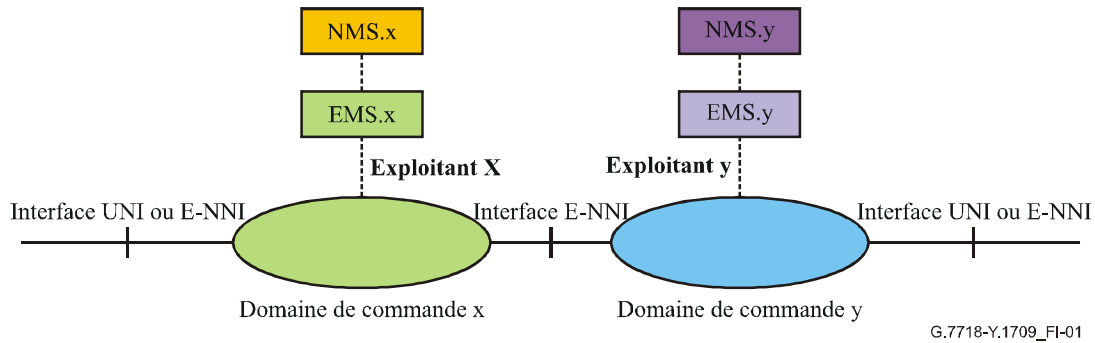 NMS.x
NMS.y
EMS.x
EMS.y
Exploitant X
Exploitant y
Interface UNI ou E-NNI
Interface E-NNI
Interface UNI ou E-NNI
Domaine de commande x
Domaine de commande y
G.7718-Y.1709_FI-01